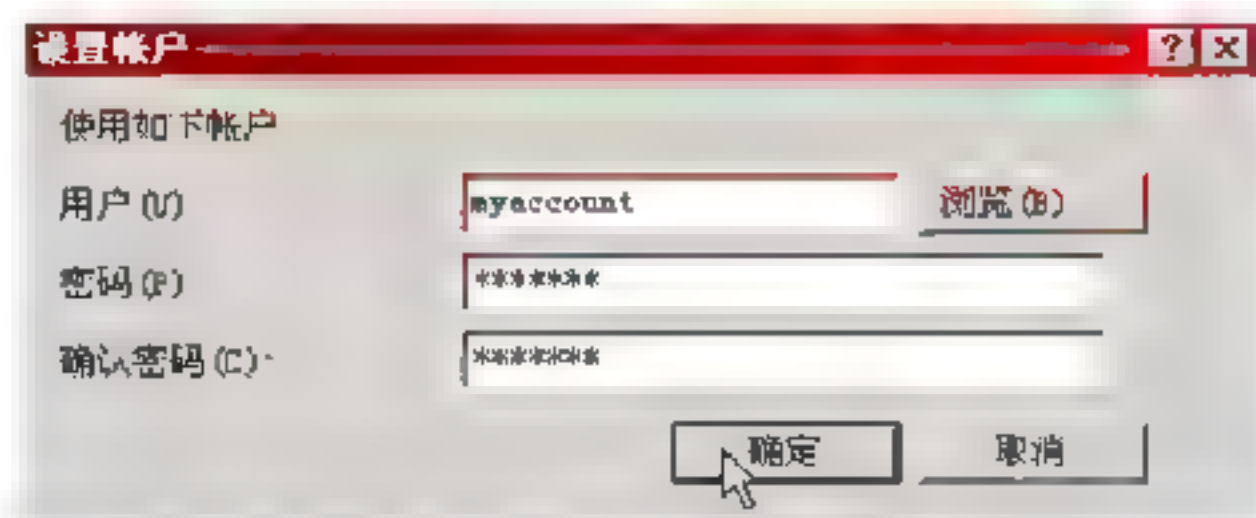 设置帐户
使用如下帐户
用户(U) myaccount 浏览(B)
密码(P) *******
确认密码(C): *******
确定 取消